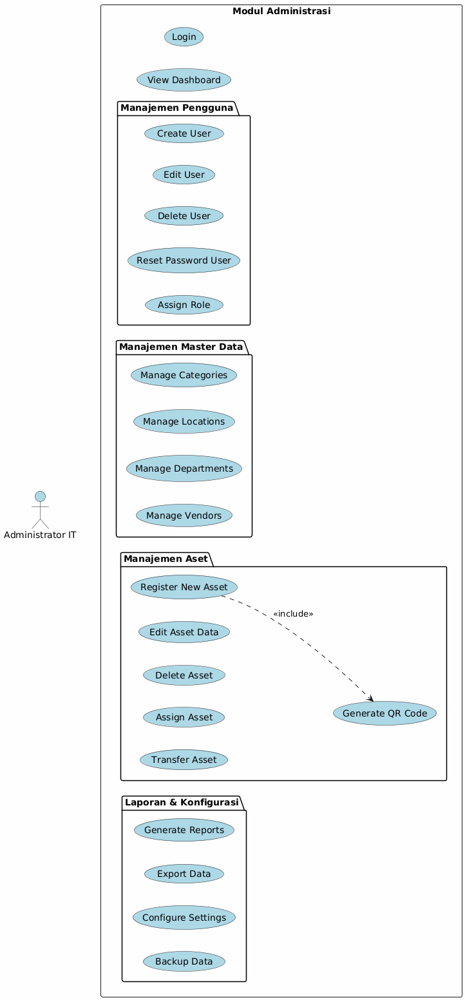 Modul Administrasi
Login
View Dashboard
Manajemen Pengguna
Create User
Edit User
Delete User
Reset Password User
Assign Role
Manajemen Master Data
Manage Categories
Manage Locations
Manage Departments
Manage Vendors
Administrator IT
Manajemen Aset
Register New Asset
«include»
Edit Asset Data
Delete Asset
Generate QR Code
Assign Asset
Transfer Asset
Laporan & Konfigurasi
Generate Reports
Export Data
Configure Settings
Backup Data